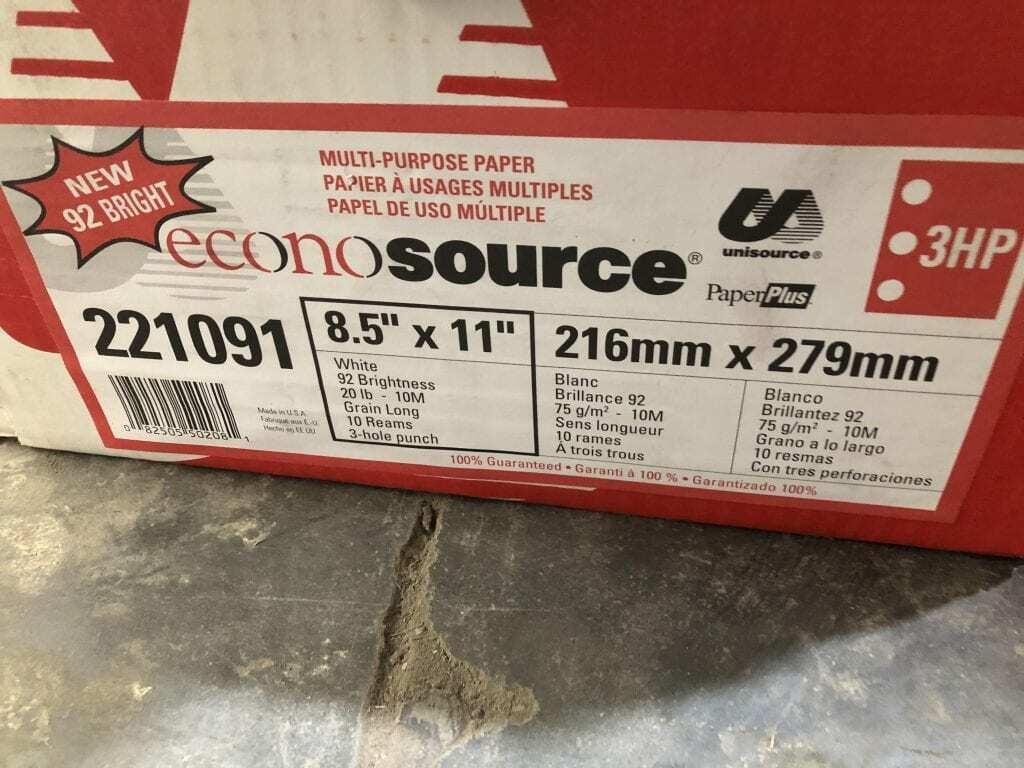 NEW
92 BRIGHT
MULTI-PURPOSE PAPER
PAPIER À USAGES MULTIPLES
PAPEL DE USO MÚLTIPLE
econosource®
unisource®
PaperPlus
3HP
221091
8.5" x 11"
216mm x 279mm
White
92 Brightness
20 lb - 10M
Grain Long
10 Reams
3-hole punch
Blanc
Brillance 92
75 g/m² - 10M
Sens longueur
10 rames
À trois trous
Blanco
Brillantez 92
75 g/m² - 10M
Grano a lo largo
10 resmas
Con tres perforaciones
Made in U.S.A.
Fabriqué aux É.-U.
Hecho en EE.UU.
0 82505 50208 1
100% Guaranteed • Garanti à 100 % • Garantizado 100%